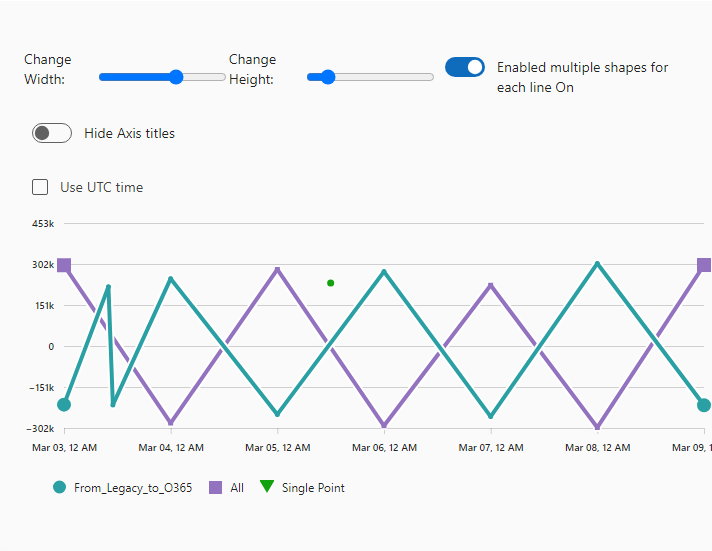 Change Width:
Change Height:
Enabled multiple shapes for
each line On
Hide Axis titles
Use UTC time
453k
302k
151k
0
−151k
−302k
Mar 03, 12 AM Mar 04, 12 AM Mar 05, 12 AM Mar 06, 12 AM Mar 07, 12 AM Mar 08, 12 AM Mar 09, 1
From_Legacy_to_O365 All Single Point